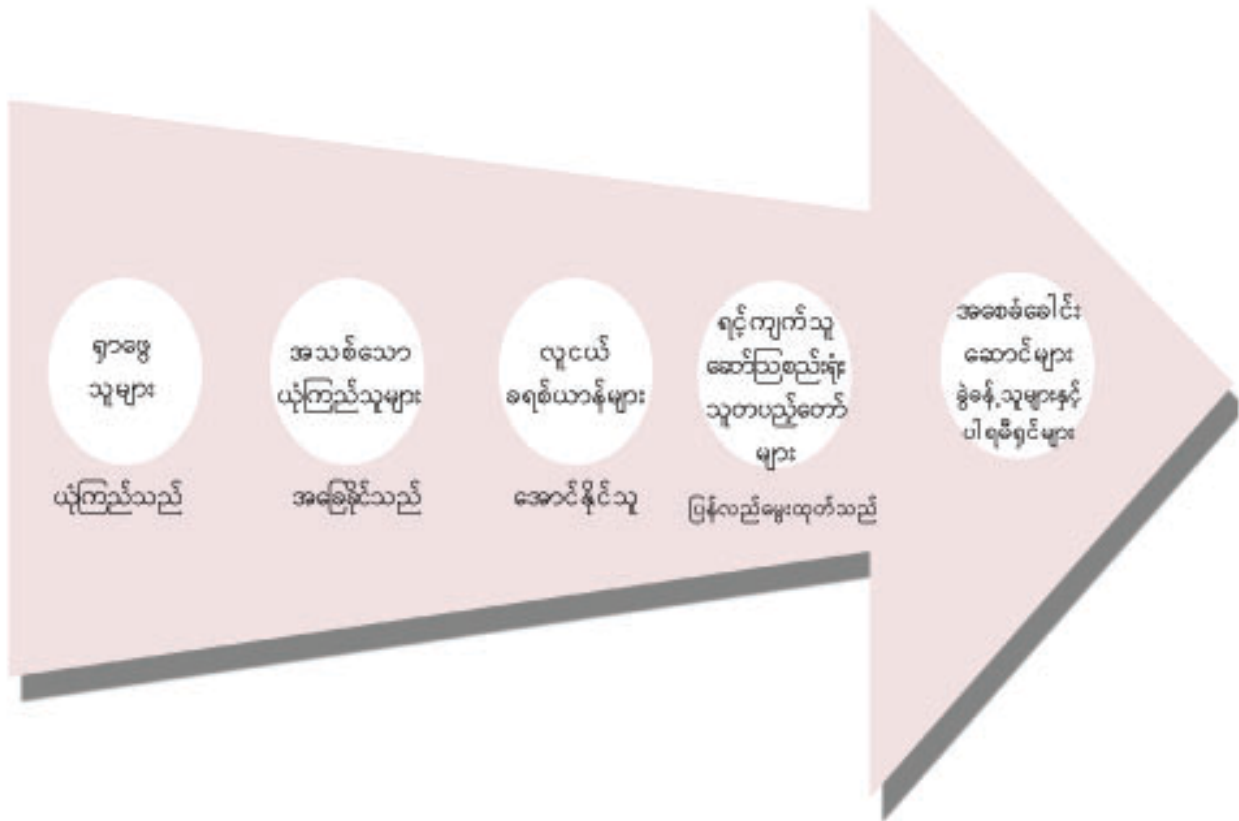 ရှာဖွေ
သူများ
ယုံကြည်သည်
အသစ်သော
ယုံကြည်သူများ
အခြေခိုင်သည်
လူငယ်
ခရစ်ယာန်များ
အောင်နိုင်သူ
ရင့်ကျက်သူ
ဆော်ဩစည်းရုံး
သူတပည့်တော်
များ
ပြန်လည်မွေးထုတ်သည်
အစေခံခေါင်း
ဆောင်များ
ခွဲခန့်သူများနှင့်
ပါရမီရှင်များ